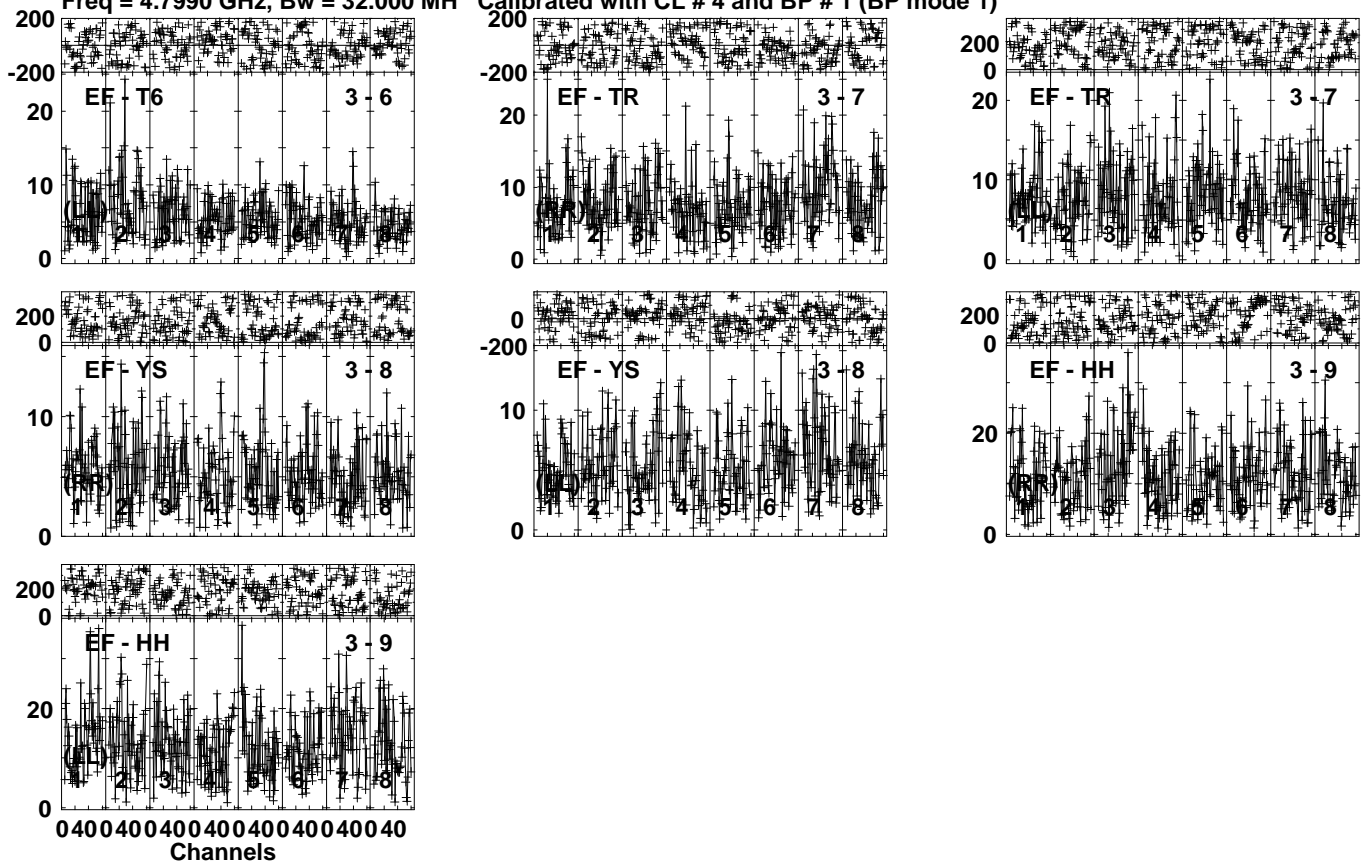 Freq = 4.7990 GHz, Bw = 32.000 MH Calibrated with CL # 4 and BP # 1 (BP mode 1)
200
-200
EF - T6 3 - 6
20
10
0
(LL)
1 2 3 4 5 6 7 8
200
-200
EF - TR 3 - 7
20
10
0
(RR)
1 2 3 4 5 6 7 8
200
0
EF - TR 3 - 7
20
10
0
(LL)
1 2 3 4 5 6 7 8
200
0
EF - YS 3 - 8
10
0
(RR)
1 2 3 4 5 6 7 8
0
-200
EF - YS 3 - 8
10
0
(LL)
1 2 3 4 5 6 7 8
200
0
EF - HH 3 - 9
20
0
(RR)
1 2 3 4 5 6 7 8
200
0
EF - HH 3 - 9
20
0
(LL)
1 2 3 4 5 6 7 8
0 40 0 40 0 40 0 40 0 40 0 40 0 40 0 40
Channels